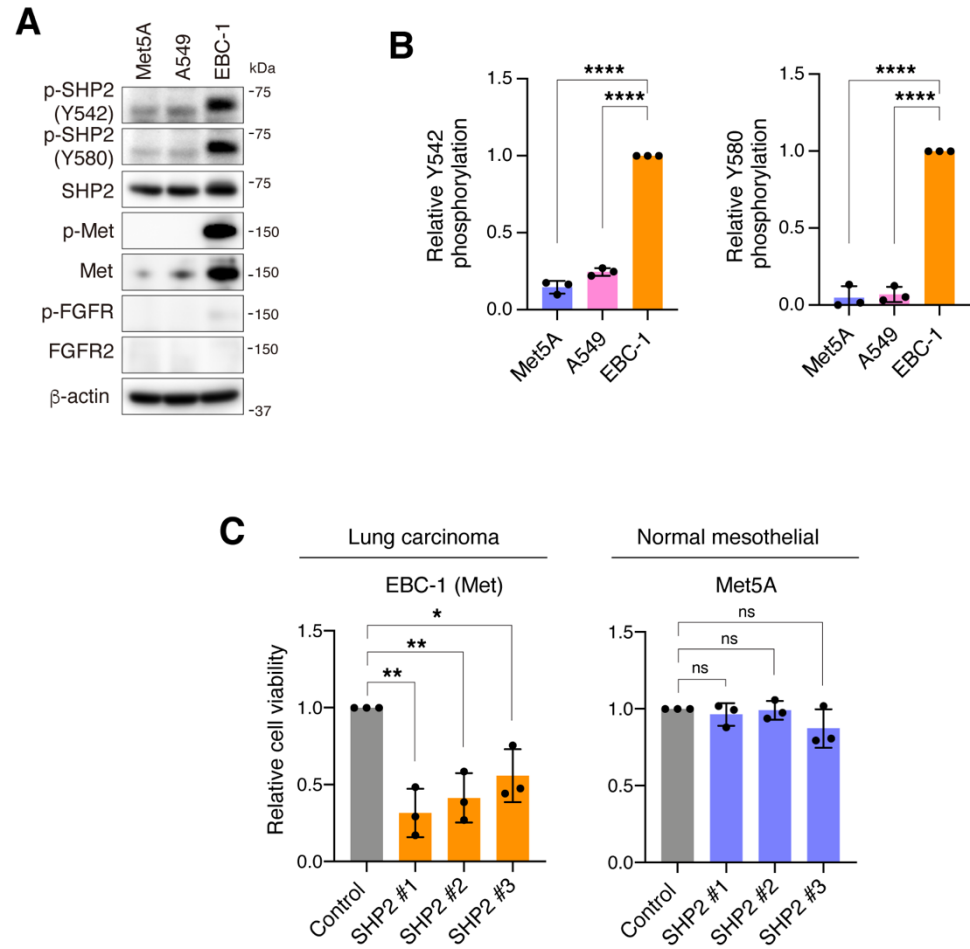 A
Met5A
A549
EBC-1
kDa
p-SHP2
(Y542)
-75
p-SHP2
(Y580)
-75
SHP2
-75
p-Met
-150
Met
-150
p-FGFR
-150
FGFR2
-150
β-actin
-37
B
Relative Y542
phosphorylation
1.5
1.0
0.5
0.0
****
****
Met5A
A549
EBC-1
Relative Y580
phosphorylation
1.5
1.0
0.5
0.0
****
****
Met5A
A549
EBC-1
C
Lung carcinoma
EBC-1 (Met)
Relative cell viability
1.5
1.0
0.5
0.0
*
**
**
Control
SHP2 #1
SHP2 #2
SHP2 #3
Normal mesothelial
Met5A
1.5
1.0
0.5
0.0
ns
ns
ns
Control
SHP2 #1
SHP2 #2
SHP2 #3